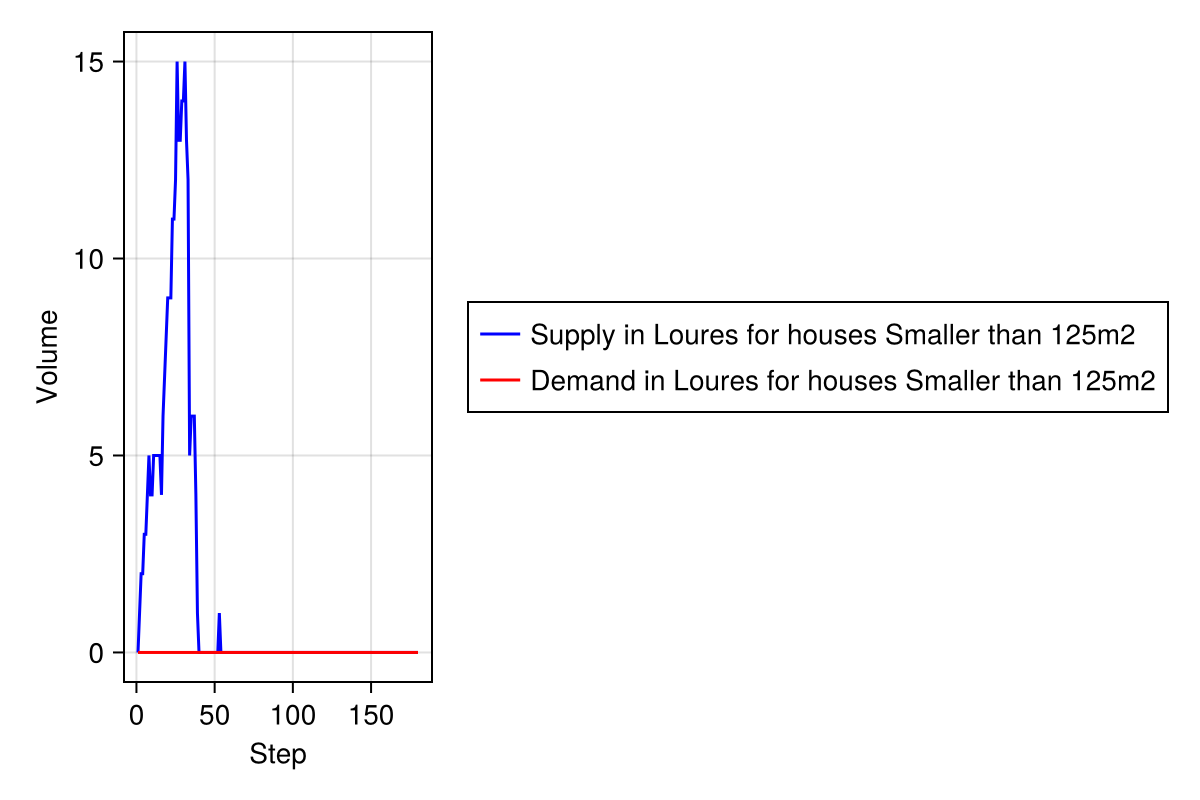 15
10
5
0
Volume
0 50 100 150
Step
Supply in Loures for houses Smaller than 125m2
Demand in Loures for houses Smaller than 125m2